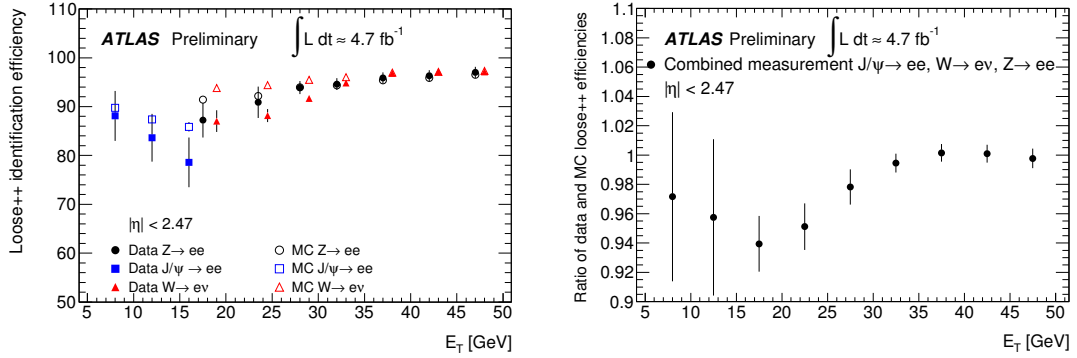 ATLAS Preliminary ∫ L dt ≈ 4.7 fb⁻¹
Loose++ identification efficiency
100
90
80
70
60
50
|η| < 2.47
Data Z→ ee MC Z→ ee
Data J/ψ → ee MC J/ψ → ee
Data W→ eν MC W→ eν
5 10 15 20 25 30 35 40 45 50
E_T [GeV]
ATLAS Preliminary ∫ L dt ≈ 4.7 fb⁻¹
Combined measurement J/ψ→ ee, W→ eν, Z→ ee
|η| < 2.47
Ratio of data and MC loose++ efficiencies
1.1
1.08
1.06
1.04
1.02
1
0.98
0.96
0.94
0.92
0.9
5 10 15 20 25 30 35 40 45 50
E_T [GeV]